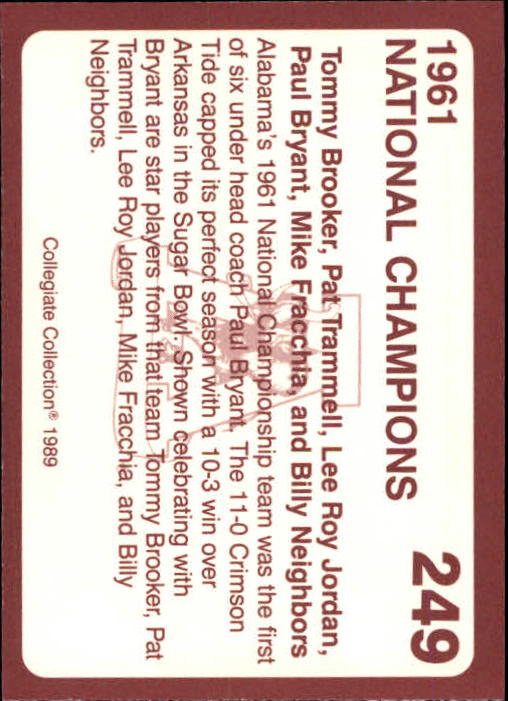 1961
NATIONAL CHAMPIONS
249
Tommy Brooker, Pat Trammell, Lee Roy Jordan,
Paul Bryant, Mike Fracchia, and Billy Neighbors
Alabama's 1961 National Championship team was the first
of six under head coach Paul Bryant. The 11-0 Crimson
Tide capped its perfect season with a 10-3 win over
Arkansas in the Sugar Bowl. Shown celebrating with
Bryant are star players from that team Tommy Brooker, Pat
Trammell, Lee Roy Jordan, Mike Fracchia, and Billy
Neighbors.
Collegiate Collection® 1989